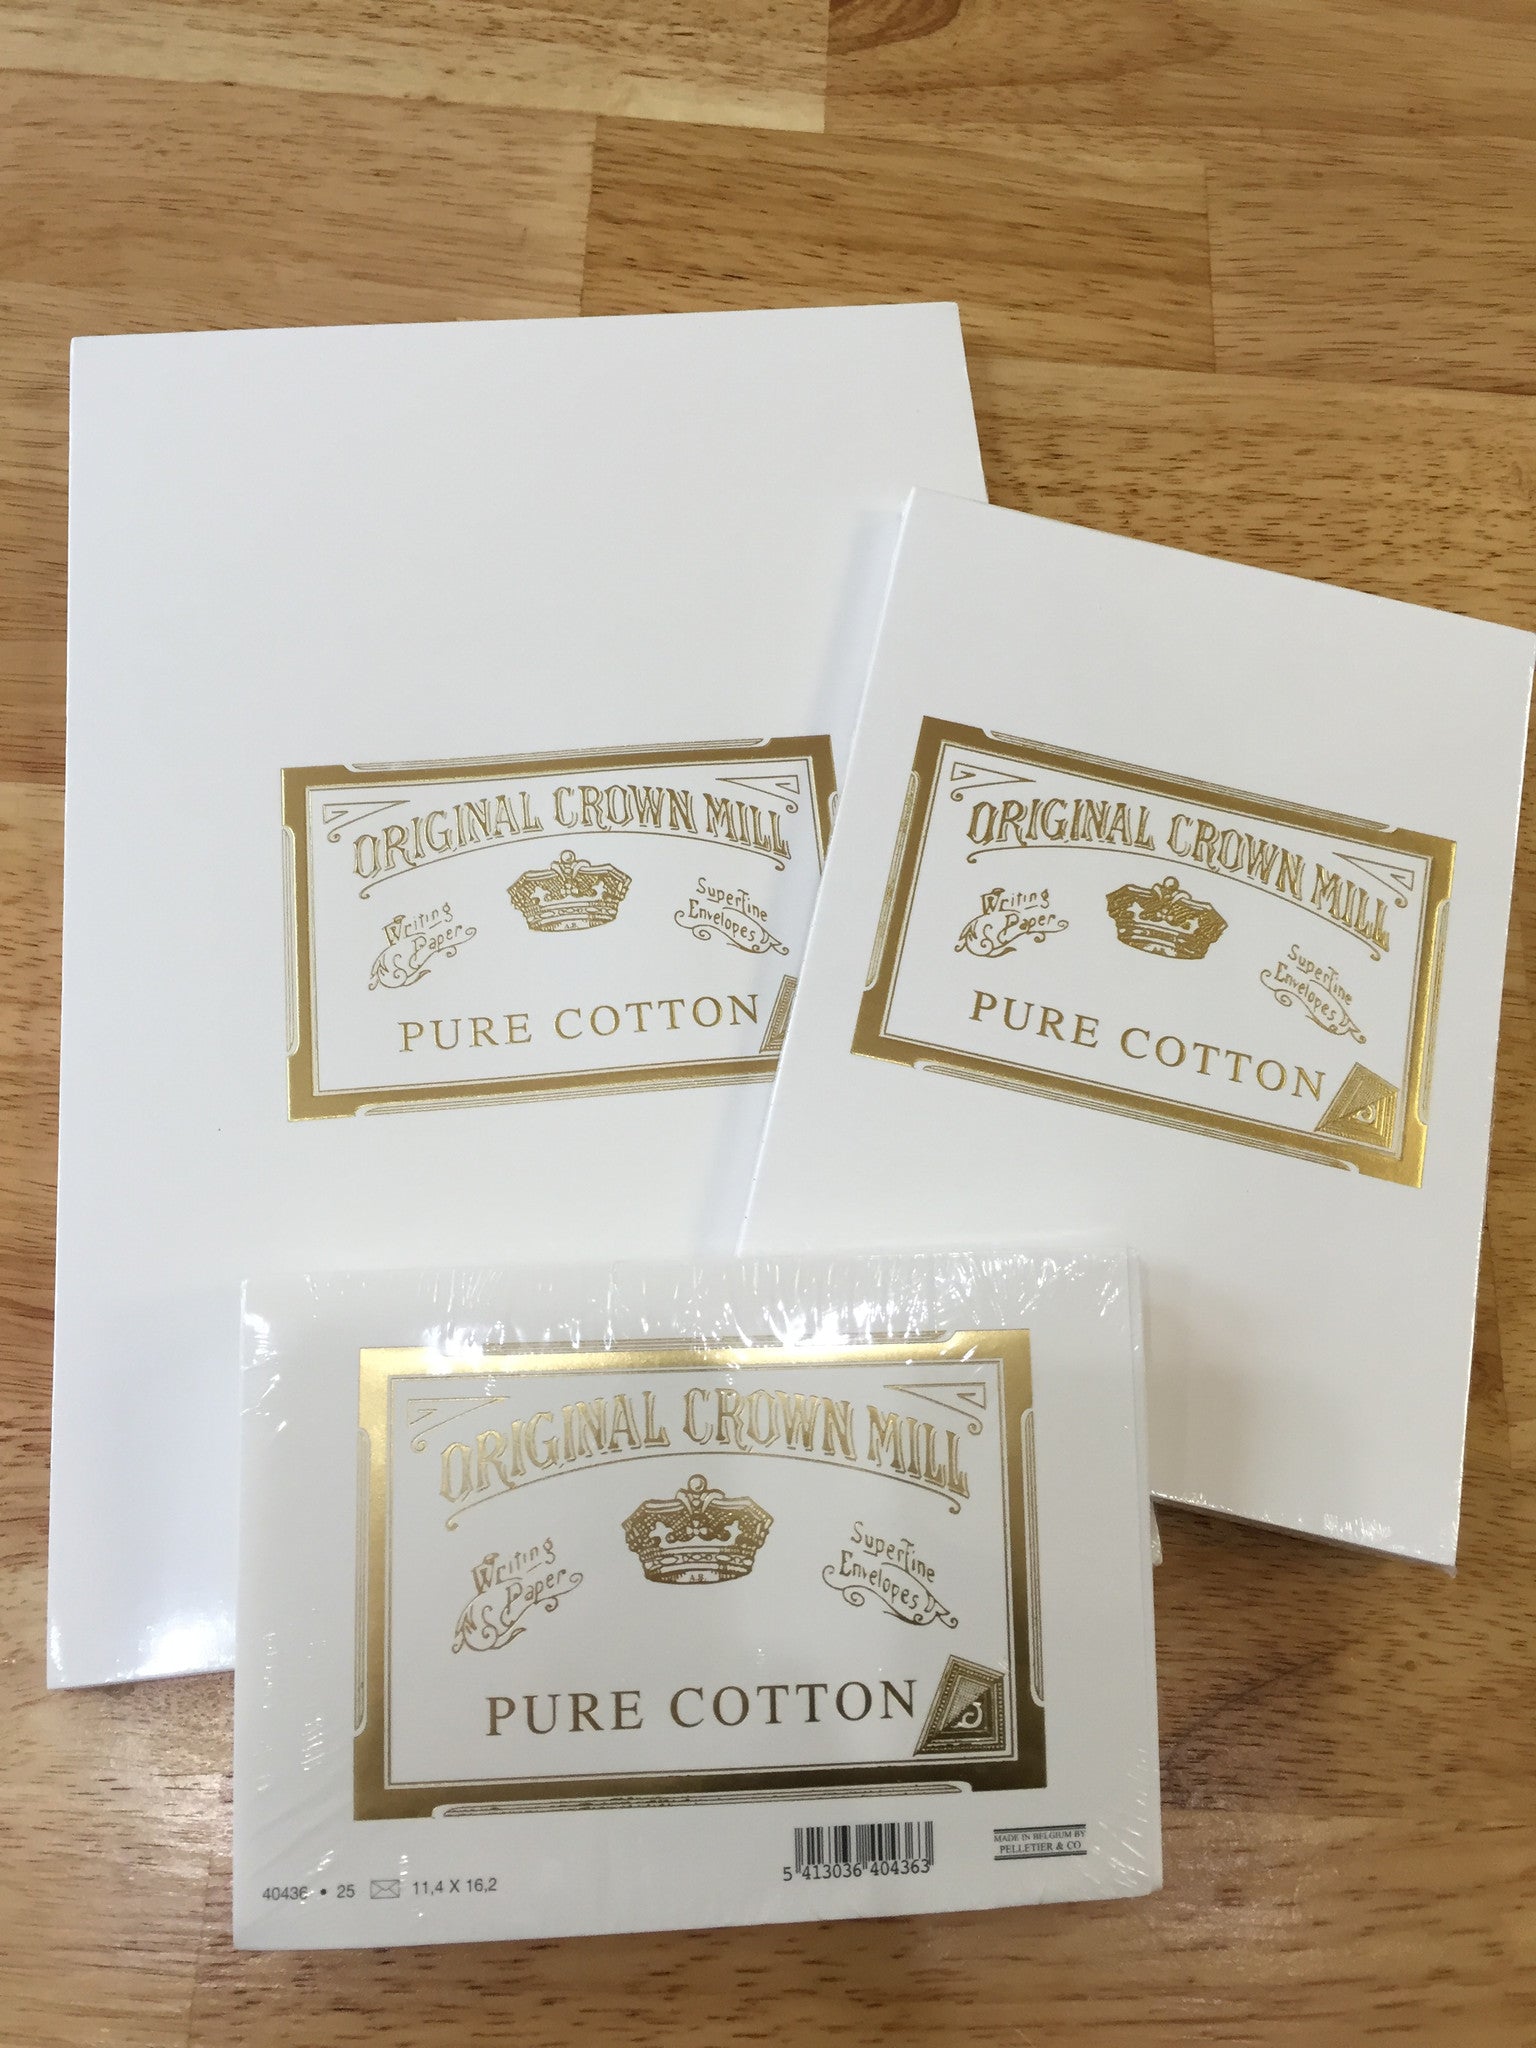 ORIGINAL CROWN MILL
Writing
Paper
A.R.
Superfine
Envelopes
PURE COTTON
ORIGINAL CROWN MILL
Writing
Paper
Superfine
Envelopes
PURE COTTON
ORIGINAL CROWN MILL
Writing
Paper
A.R.
Superfine
Envelopes
PURE COTTON
40436 • 25 11,4 X 16,2
5 413036 404363
MADE IN BELGIUM BY
PELLETIER & CO